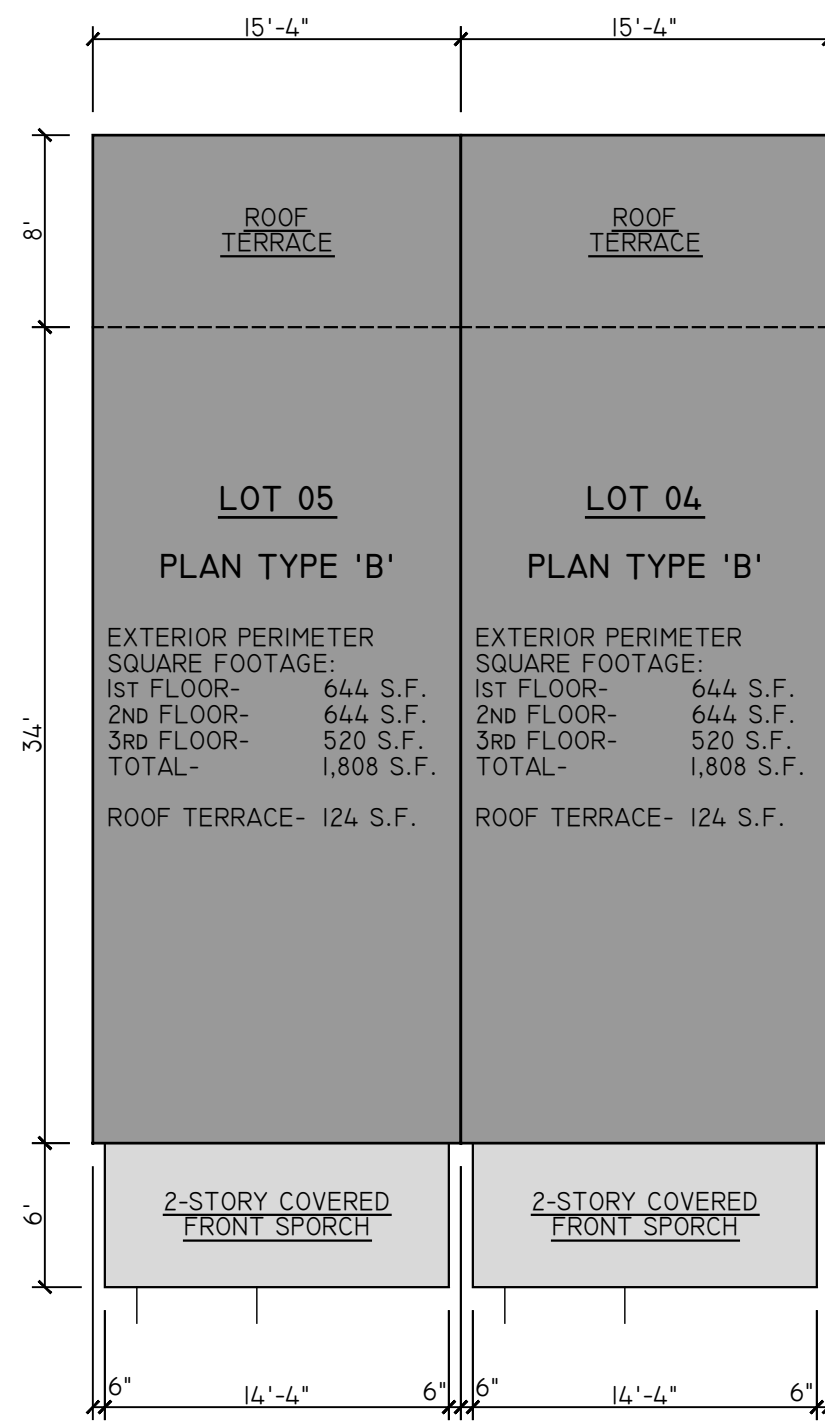 15'-4"
15'-4"
8'
ROOF
TERRACE
ROOF
TERRACE
34'
LOT 05
PLAN TYPE 'B'
EXTERIOR PERIMETER
SQUARE FOOTAGE:
1ST FLOOR- 644 S.F.
2ND FLOOR- 644 S.F.
3RD FLOOR- 520 S.F.
TOTAL- 1,808 S.F.
ROOF TERRACE- 124 S.F.
LOT 04
PLAN TYPE 'B'
EXTERIOR PERIMETER
SQUARE FOOTAGE:
1ST FLOOR- 644 S.F.
2ND FLOOR- 644 S.F.
3RD FLOOR- 520 S.F.
TOTAL- 1,808 S.F.
ROOF TERRACE- 124 S.F.
6'
2-STORY COVERED
FRONT SPORCH
2-STORY COVERED
FRONT SPORCH
6"
14'-4"
6"
6"
14'-4"
6"